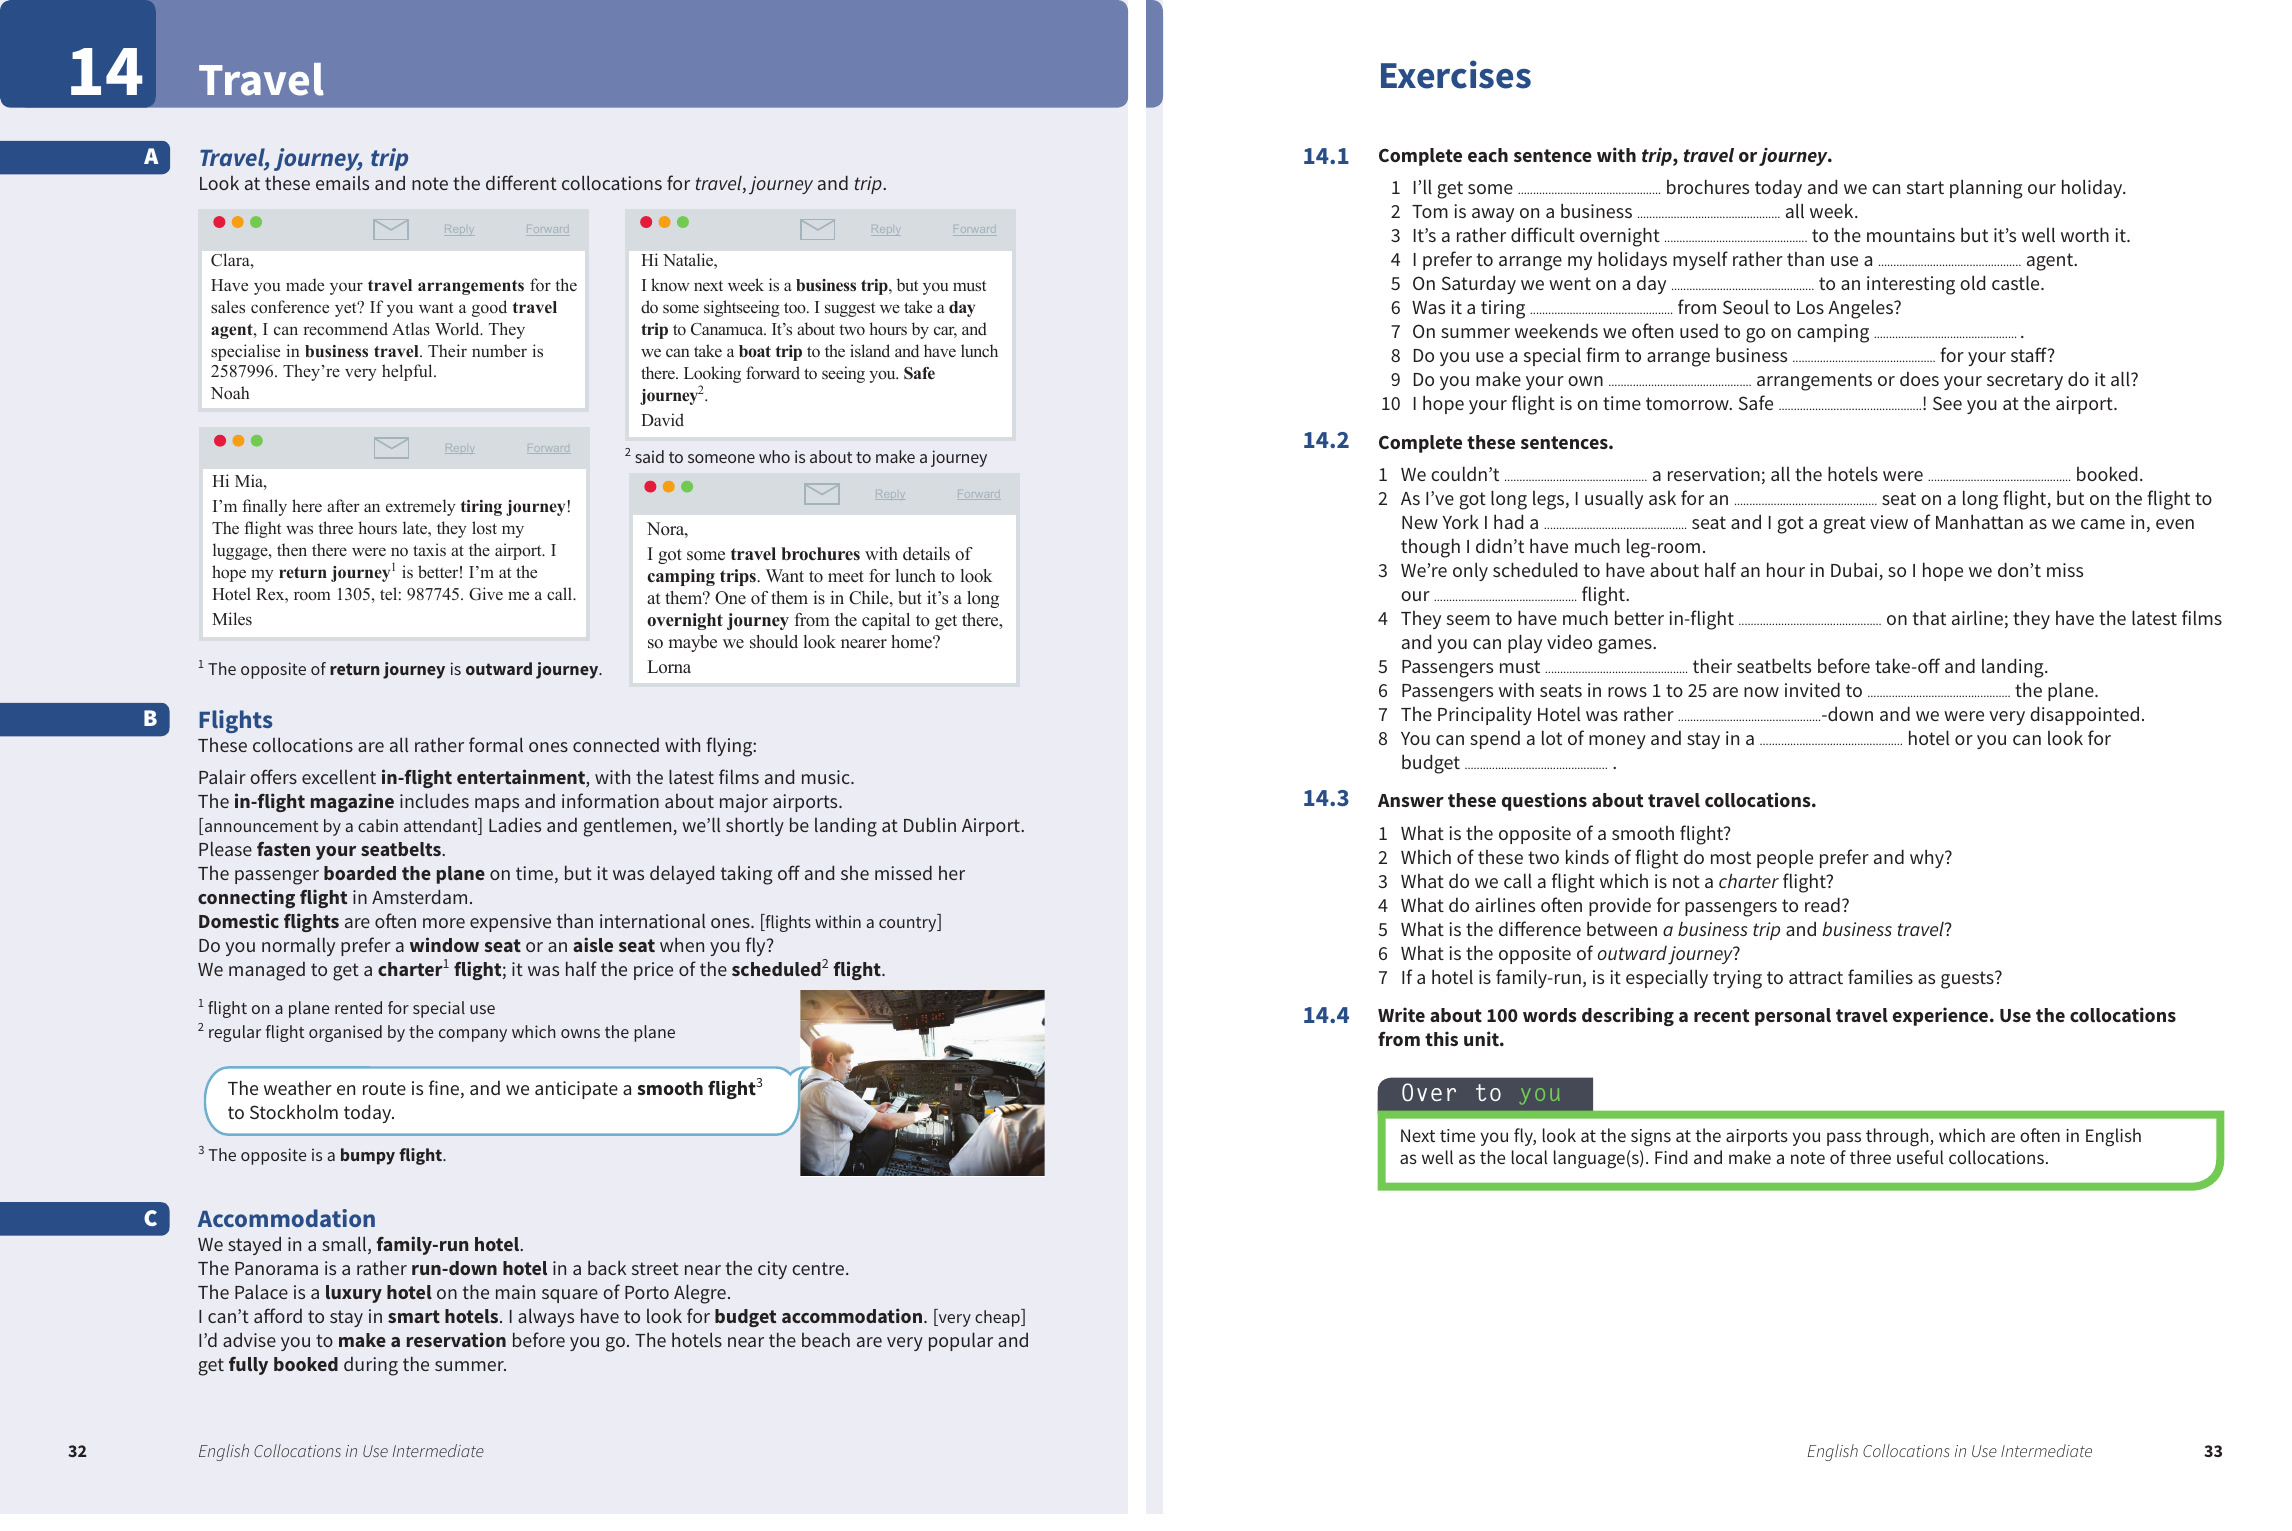 14
Travel
A
Travel, journey, trip
Look at these emails and note the different collocations for travel, journey and trip.
Reply Forward
Clara,
Have you made your travel arrangements for the
sales conference yet? If you want a good travel
agent, I can recommend Atlas World. They
specialise in business travel. Their number is
2587996. They’re very helpful.
Noah
Reply Forward
Hi Mia,
I’m finally here after an extremely tiring journey!
The flight was three hours late, they lost my
luggage, then there were no taxis at the airport. I
hope my return journey1 is better! I’m at the
Hotel Rex, room 1305, tel: 987745. Give me a call.
Miles
1 The opposite of return journey is outward journey.
Reply Forward
Hi Natalie,
I know next week is a business trip, but you must
do some sightseeing too. I suggest we take a day
trip to Canamuca. It’s about two hours by car, and
we can take a boat trip to the island and have lunch
there. Looking forward to seeing you. Safe
journey2.
David
2 said to someone who is about to make a journey
Reply Forward
Nora,
I got some travel brochures with details of
camping trips. Want to meet for lunch to look
at them? One of them is in Chile, but it’s a long
overnight journey from the capital to get there,
so maybe we should look nearer home?
Lorna
B
Flights
These collocations are all rather formal ones connected with flying:
Palair offers excellent in-flight entertainment, with the latest films and music.
The in-flight magazine includes maps and information about major airports.
[announcement by a cabin attendant] Ladies and gentlemen, we’ll shortly be landing at Dublin Airport.
Please fasten your seatbelts.
The passenger boarded the plane on time, but it was delayed taking off and she missed her
connecting flight in Amsterdam.
Domestic flights are often more expensive than international ones. [flights within a country]
Do you normally prefer a window seat or an aisle seat when you fly?
We managed to get a charter1 flight; it was half the price of the scheduled2 flight.
1 flight on a plane rented for special use
2 regular flight organised by the company which owns the plane
The weather en route is fine, and we anticipate a smooth flight3
to Stockholm today.
3 The opposite is a bumpy flight.
C
Accommodation
We stayed in a small, family-run hotel.
The Panorama is a rather run-down hotel in a back street near the city centre.
The Palace is a luxury hotel on the main square of Porto Alegre.
I can’t afford to stay in smart hotels. I always have to look for budget accommodation. [very cheap]
I’d advise you to make a reservation before you go. The hotels near the beach are very popular and
get fully booked during the summer.
32 English Collocations in Use Intermediate
Exercises
14.1 Complete each sentence with trip, travel or journey.
1 I’ll get some ................ brochures today and we can start planning our holiday.
2 Tom is away on a business ................ all week.
3 It’s a rather difficult overnight ................ to the mountains but it’s well worth it.
4 I prefer to arrange my holidays myself rather than use a ................ agent.
5 On Saturday we went on a day ................ to an interesting old castle.
6 Was it a tiring ................ from Seoul to Los Angeles?
7 On summer weekends we often used to go on camping ................ .
8 Do you use a special firm to arrange business ................ for your staff?
9 Do you make your own ................ arrangements or does your secretary do it all?
10 I hope your flight is on time tomorrow. Safe ................! See you at the airport.
14.2 Complete these sentences.
1 We couldn’t ................ a reservation; all the hotels were ................ booked.
2 As I’ve got long legs, I usually ask for an ................ seat on a long flight, but on the flight to
New York I had a ................ seat and I got a great view of Manhattan as we came in, even
though I didn’t have much leg-room.
3 We’re only scheduled to have about half an hour in Dubai, so I hope we don’t miss
our ................ flight.
4 They seem to have much better in-flight ................ on that airline; they have the latest films
and you can play video games.
5 Passengers must ................ their seatbelts before take-off and landing.
6 Passengers with seats in rows 1 to 25 are now invited to ................ the plane.
7 The Principality Hotel was rather ................-down and we were very disappointed.
8 You can spend a lot of money and stay in a ................ hotel or you can look for
budget ................ .
14.3 Answer these questions about travel collocations.
1 What is the opposite of a smooth flight?
2 Which of these two kinds of flight do most people prefer and why?
3 What do we call a flight which is not a charter flight?
4 What do airlines often provide for passengers to read?
5 What is the difference between a business trip and business travel?
6 What is the opposite of outward journey?
7 If a hotel is family-run, is it especially trying to attract families as guests?
14.4 Write about 100 words describing a recent personal travel experience. Use the collocations
from this unit.
Over to you
Next time you fly, look at the signs at the airports you pass through, which are often in English
as well as the local language(s). Find and make a note of three useful collocations.
English Collocations in Use Intermediate 33